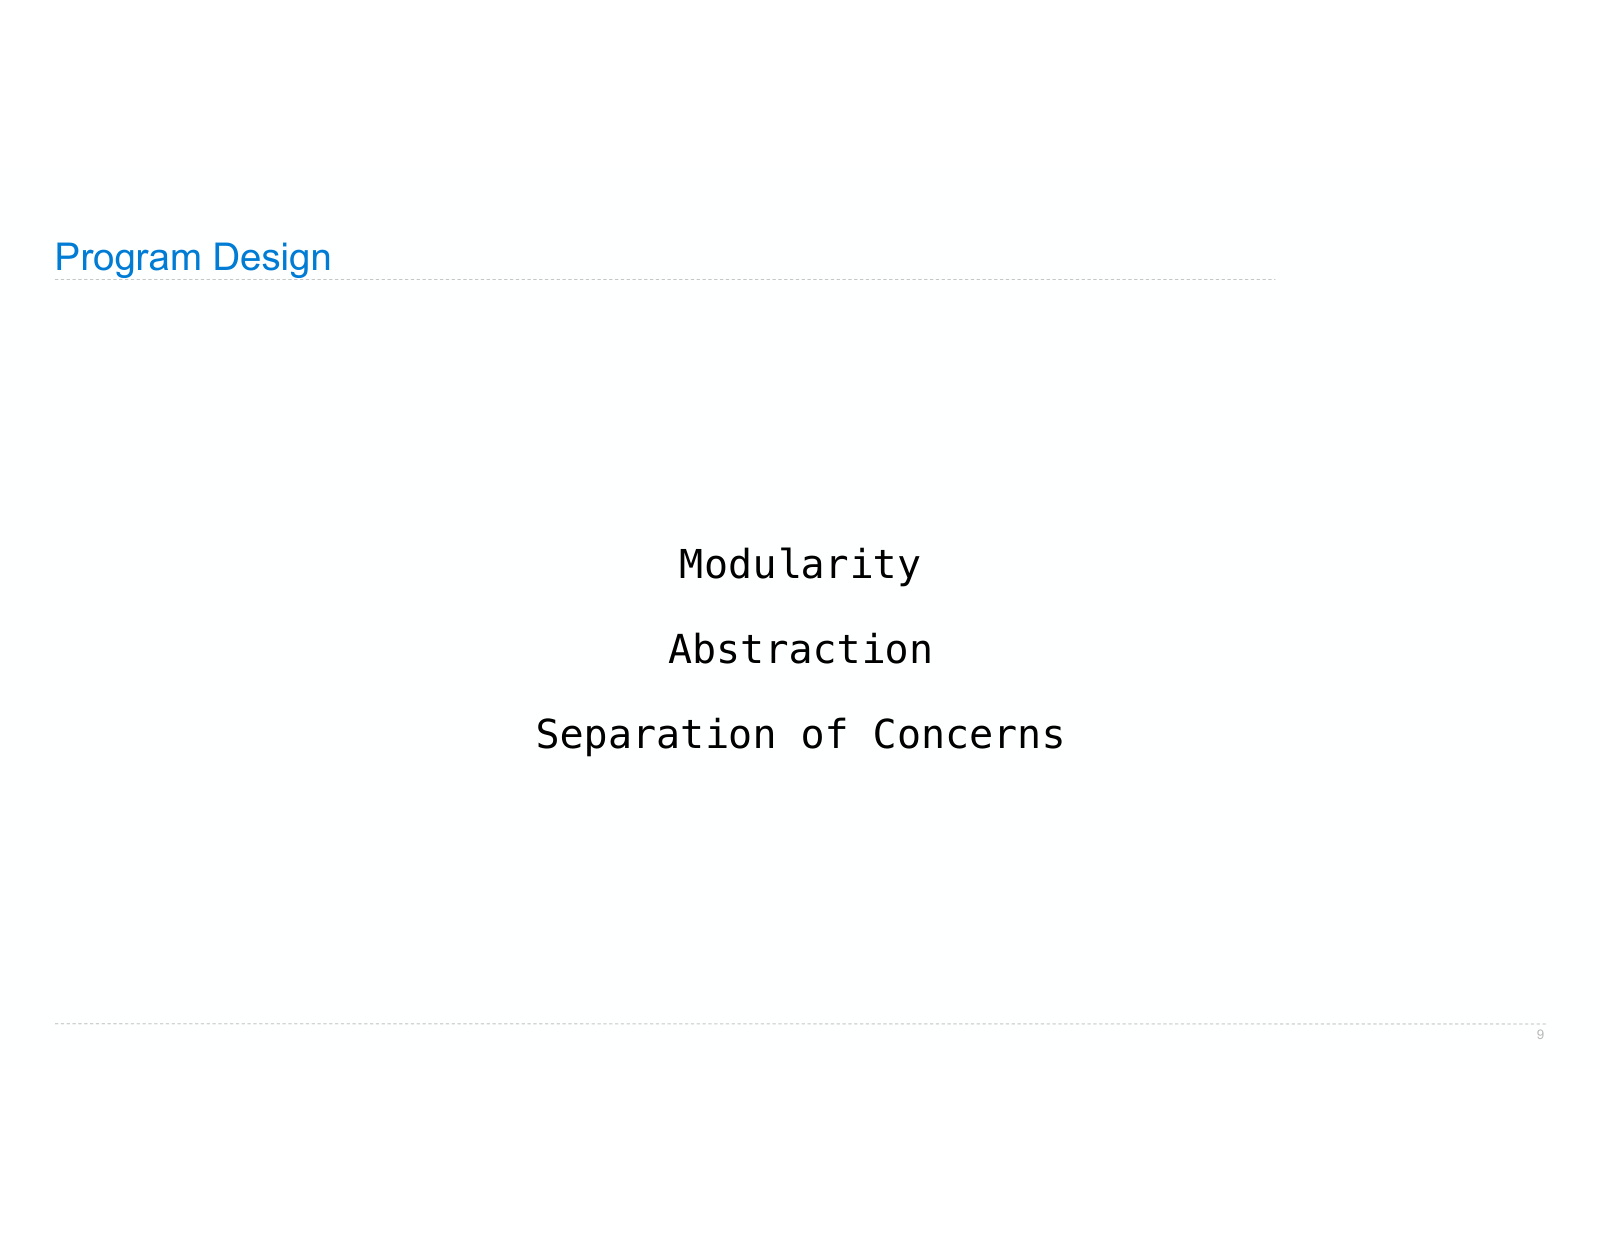 Program Design
Modularity
Abstraction
Separation of Concerns
9